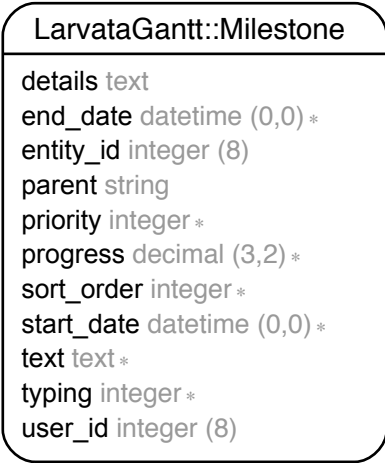 LarvataGantt::Milestone
details text
end_date datetime (0,0) *
entity_id integer (8)
parent string
priority integer *
progress decimal (3,2) *
sort_order integer *
start_date datetime (0,0) *
text text *
typing integer *
user_id integer (8)